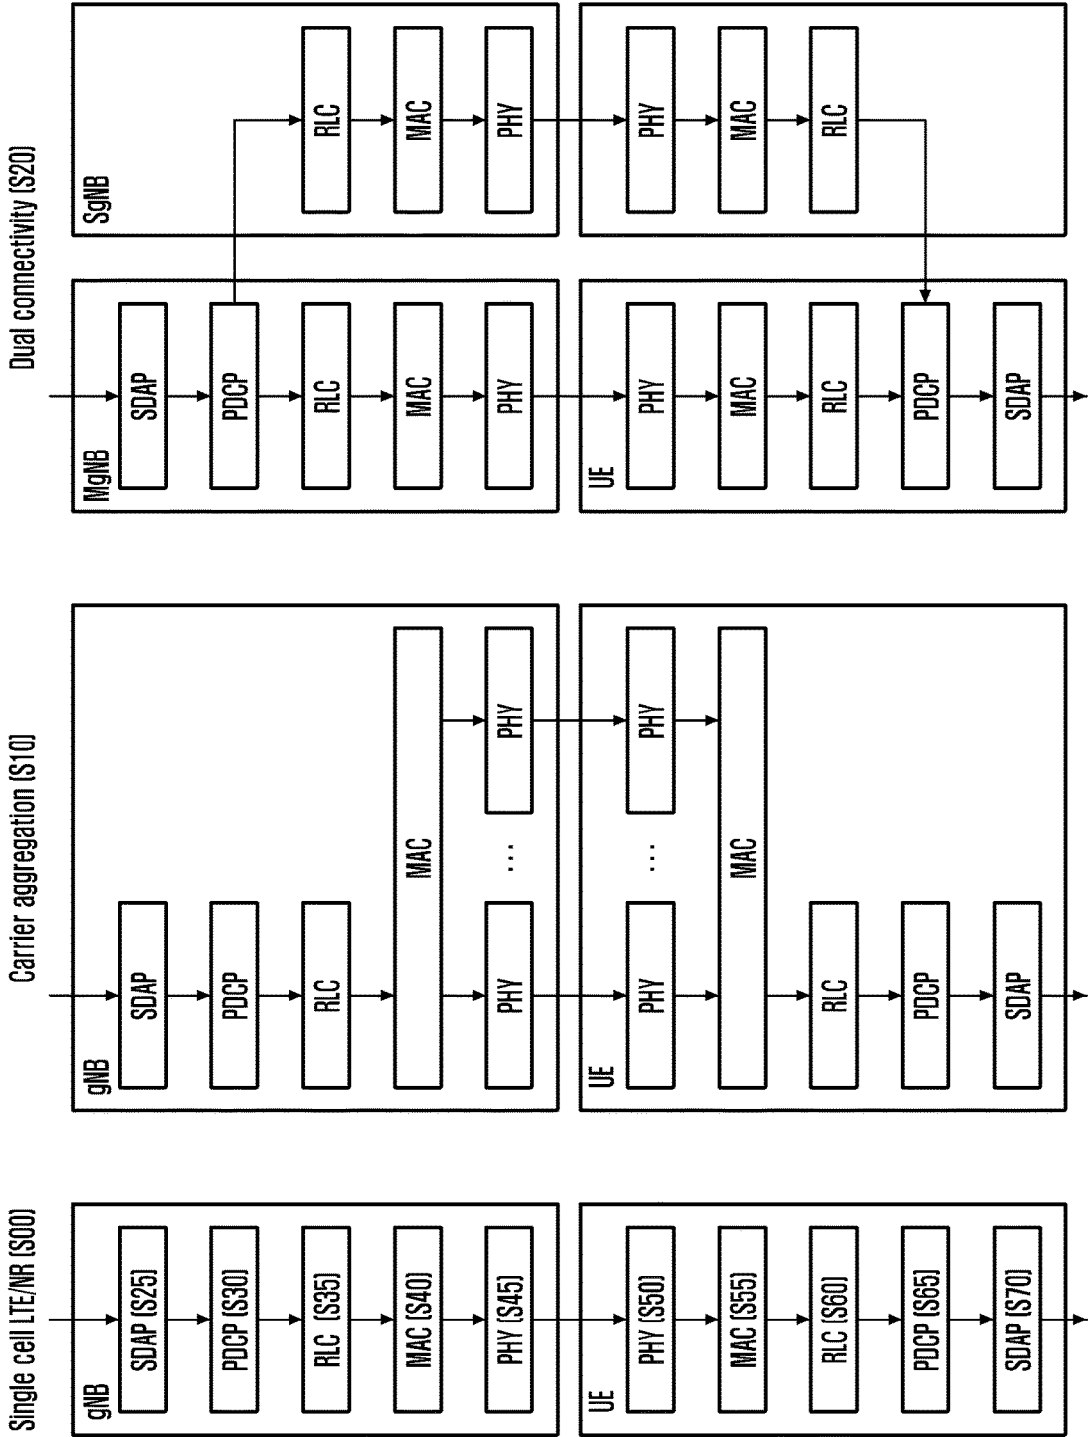 Single cell LTE/NR (S00)
gNB
SDAP (S25)
PDCP (S30)
RLC (S35)
MAC (S40)
PHY (S45)
UE
PHY (S50)
MAC (S55)
RLC (S60)
PDCP (S65)
SDAP (S70)
Carrier aggregation (S10)
gNB
SDAP
PDCP
RLC
MAC
PHY
...
PHY
UE
PHY
...
PHY
MAC
RLC
PDCP
SDAP
Dual connectivity (S20)
MgNB
SDAP
PDCP
RLC
MAC
PHY
SgNB
RLC
MAC
PHY
UE
PHY
MAC
RLC
PDCP
SDAP
PHY
MAC
RLC